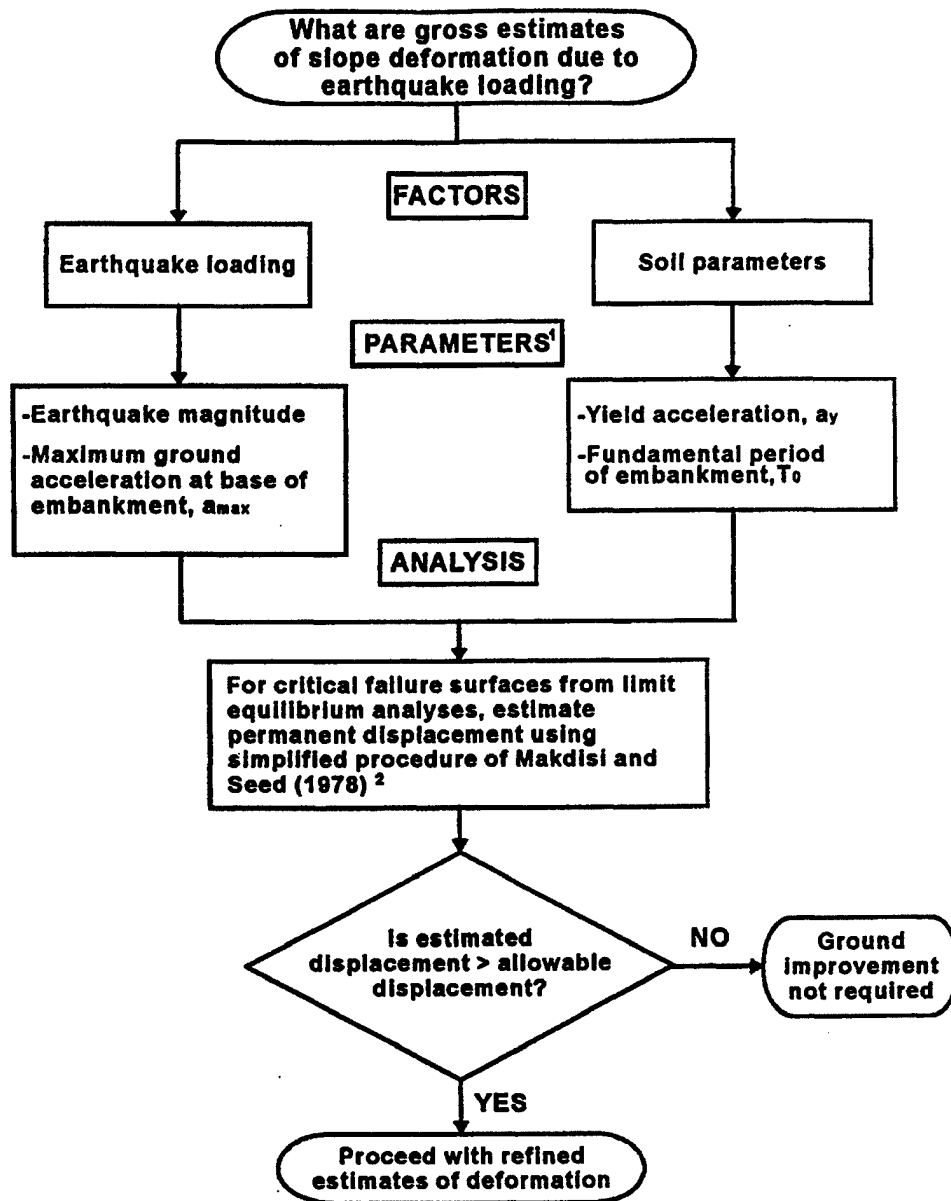 What are gross estimates
of slope deformation due to
earthquake loading?
FACTORS
Earthquake loading
Soil parameters
PARAMETERS¹
-Earthquake magnitude
-Maximum ground
acceleration at base of
embankment, amax
-Yield acceleration, ay
-Fundamental period
of embankment, T₀
ANALYSIS
For critical failure surfaces from limit
equilibrium analyses, estimate
permanent displacement using
simplified procedure of Makdisi and
Seed (1978) ²
Is estimated
displacement > allowable
displacement?
NO
Ground
improvement
not required
YES
Proceed with refined
estimates of deformation